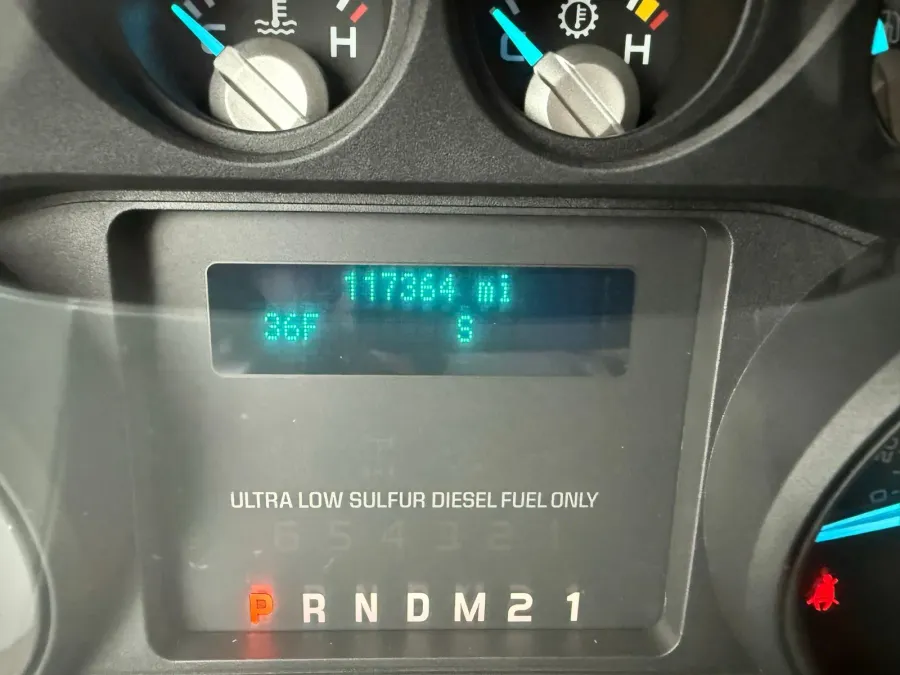 C H
C H
117364 mi
36F S
ULTRA LOW SULFUR DIESEL FUEL ONLY
6 5 4 3 2 1
P R N D M 2 1